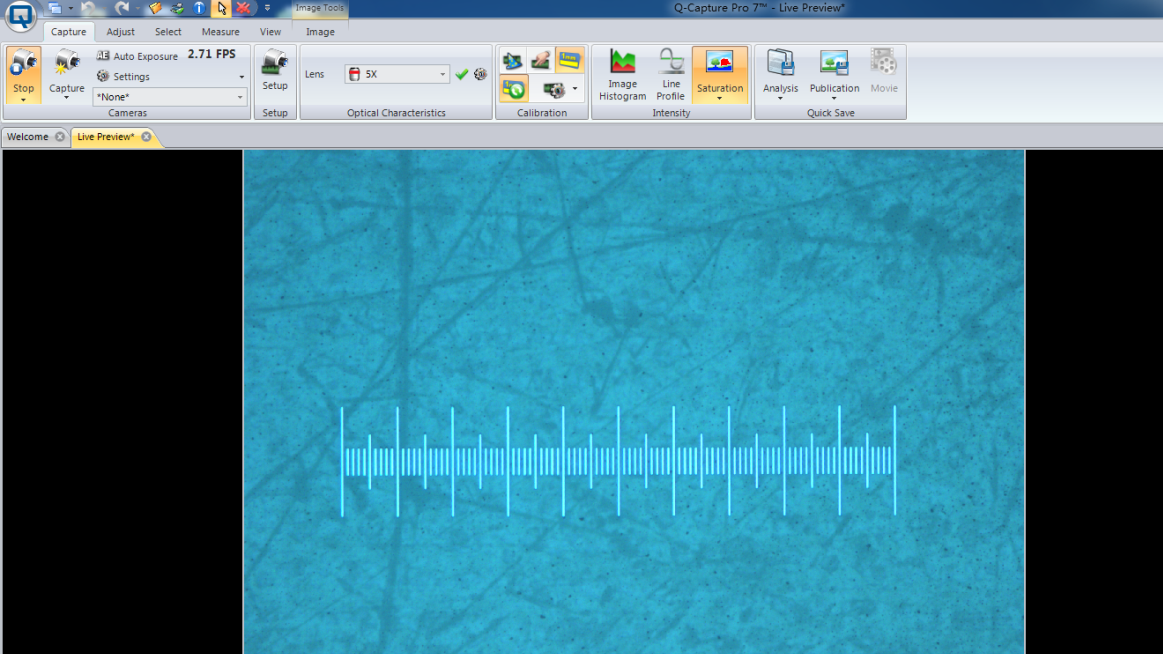 Image Tools
Q-Capture Pro 7™ - Live Preview*
Capture Adjust Select Measure View Image
Stop
Capture
Auto Exposure 2.71 FPS
Settings
*None*
Cameras
Setup
Setup
Lens 5X
Optical Characteristics
Calibration
Image Histogram
Line Profile
Saturation
Intensity
Analysis
Publication
Movie
Quick Save
Welcome
Live Preview*